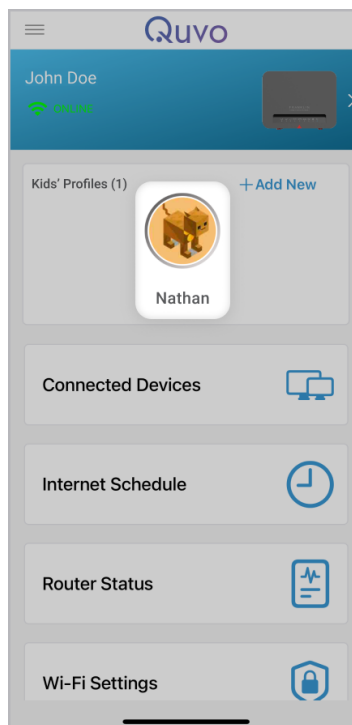 Quvo
John Doe
ONLINE
Kids' Profiles (1)
+Add New
Nathan
Connected Devices
Internet Schedule
Router Status
Wi-Fi Settings